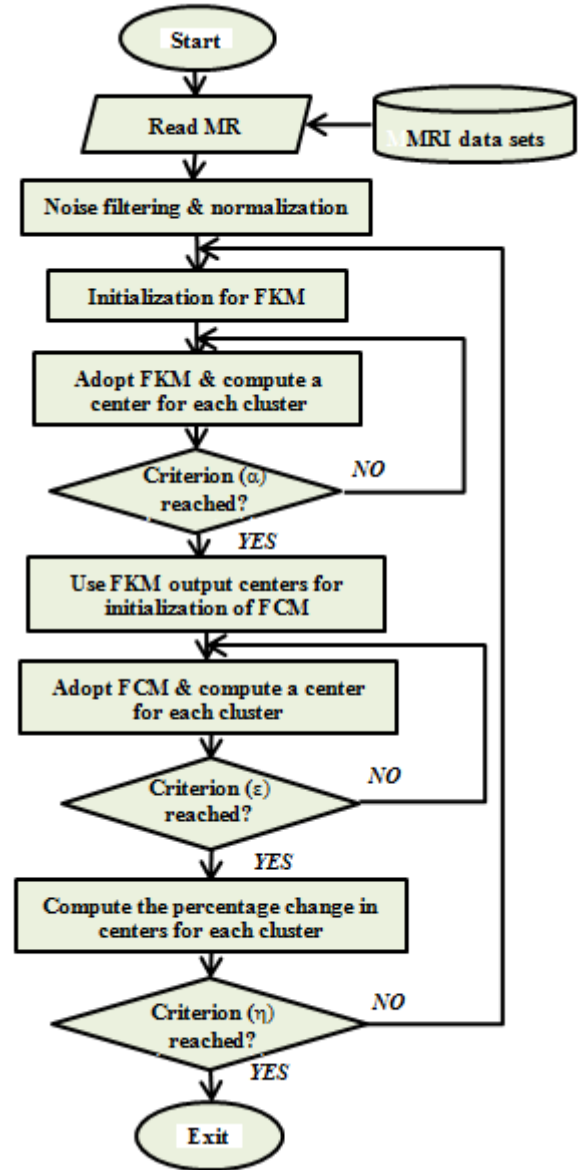 Start
Read MR
MMRI data sets
Noise filtering & normalization
Initialization for FKM
Adopt FKM & compute a
center for each cluster
Criterion (α)
reached?
NO
YES
Use FKM output centers for
initialization of FCM
Adopt FCM & compute a center
for each cluster
Criterion (ε)
reached?
NO
YES
Compute the percentage change in
centers for each cluster
Criterion (η)
reached?
NO
YES
Exit